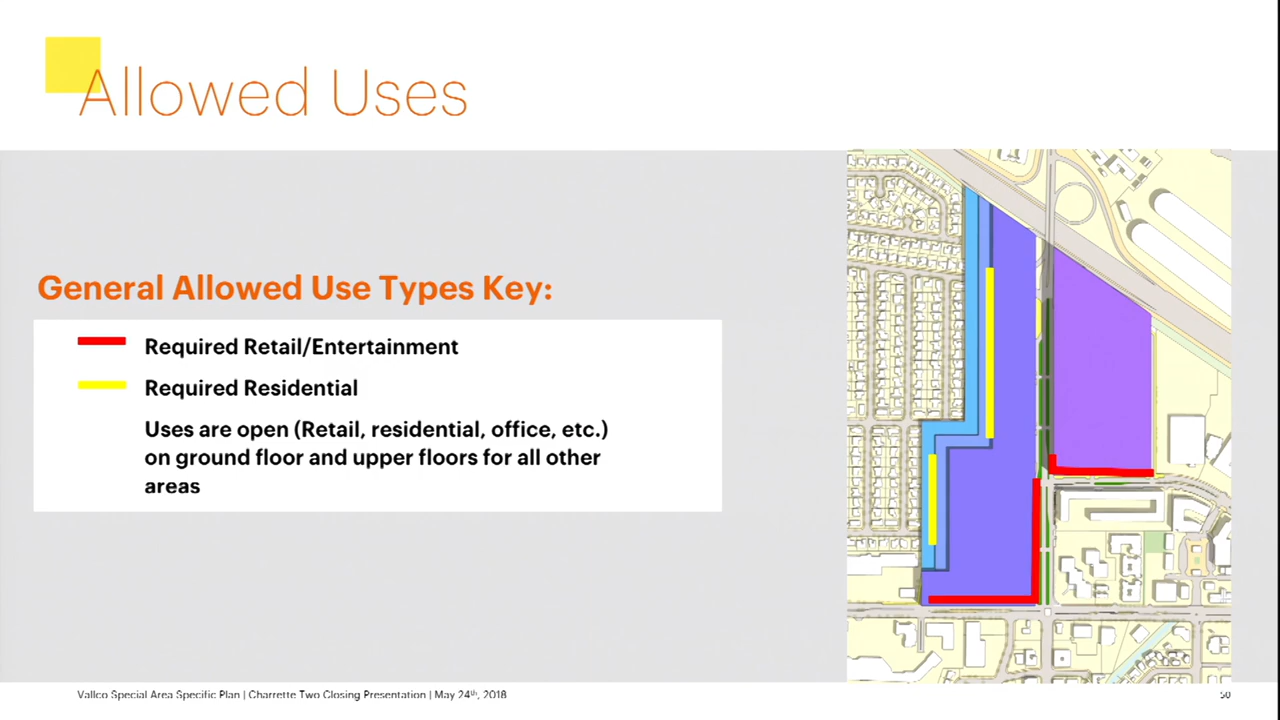 Allowed Uses
General Allowed Use Types Key:
Required Retail/Entertainment
Required Residential
Uses are open (Retail, residential, office, etc.)
on ground floor and upper floors for all other
areas
Vallco Special Area Specific Plan | Charrette Two Closing Presentation | May 24th, 2018
50